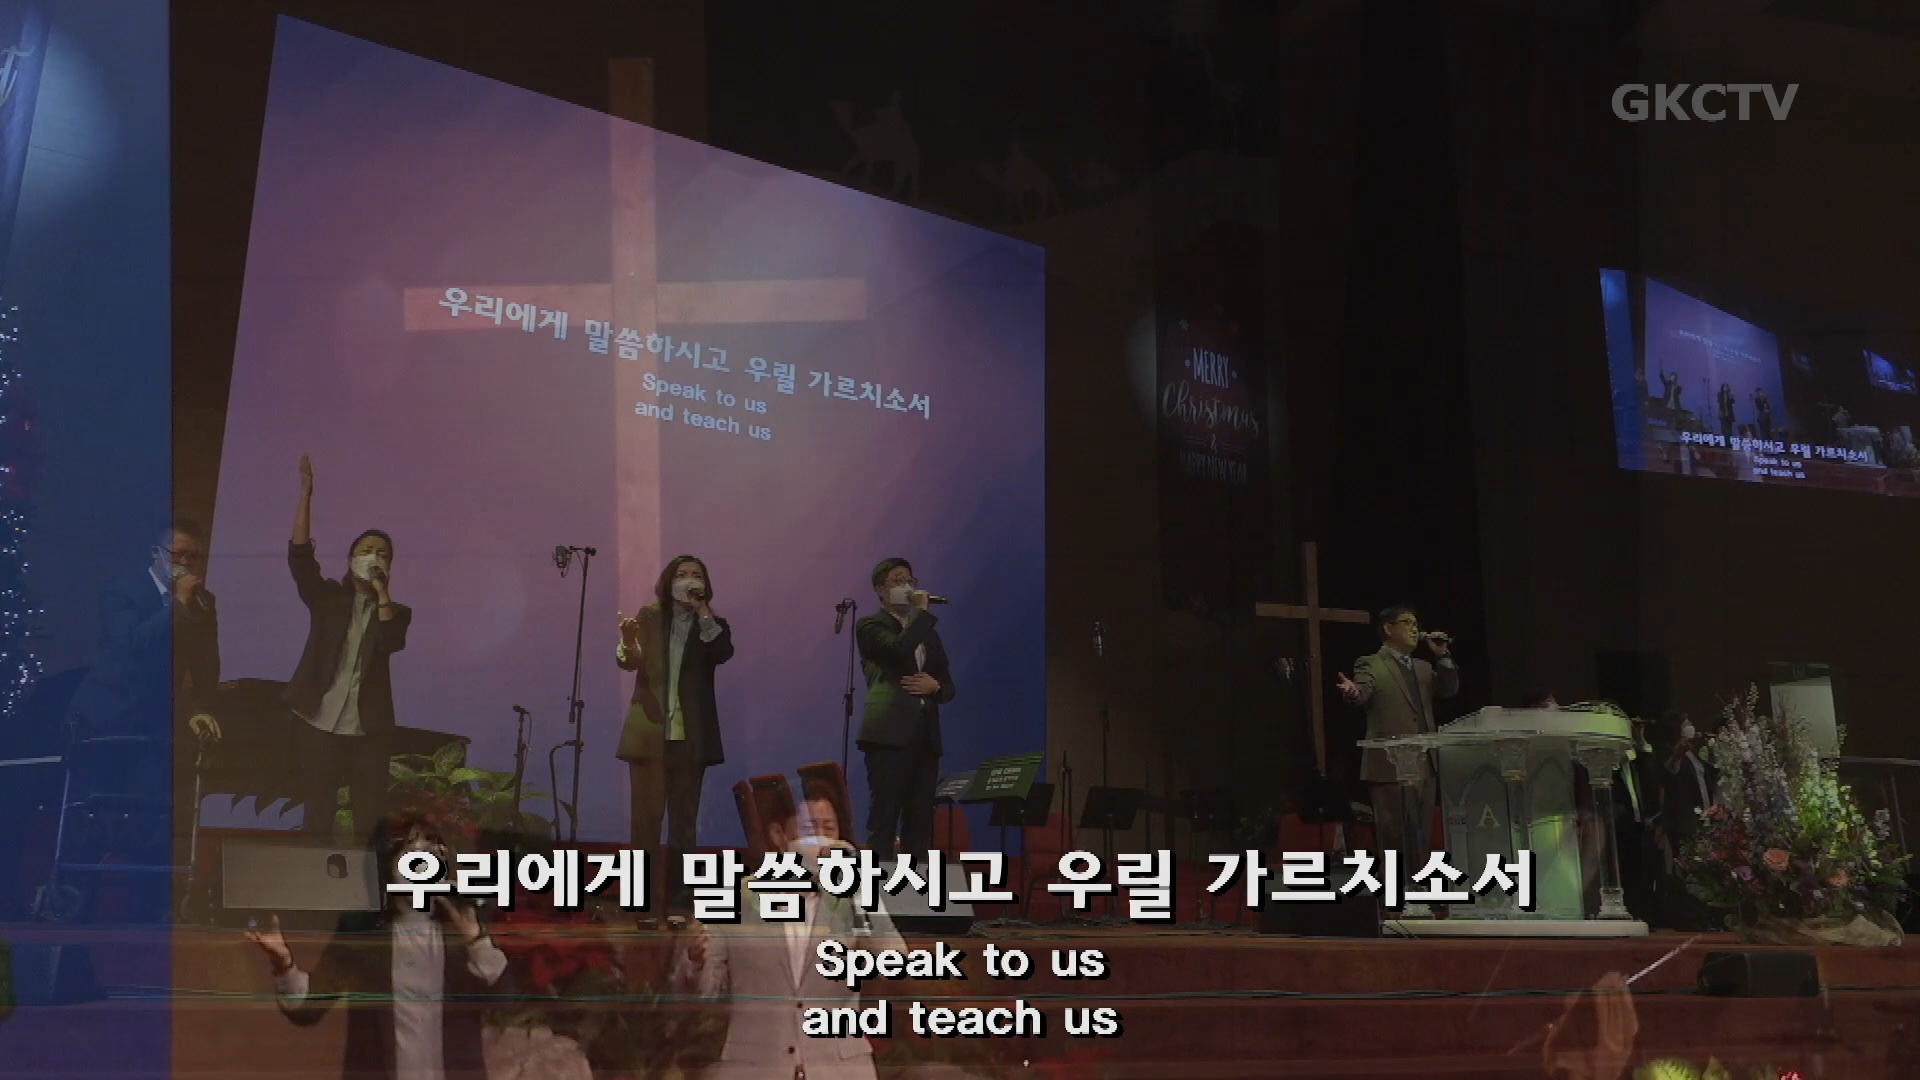 GKCTV
우리에게 말씀하시고 우릴 가르치소서
Speak to us
and teach us
MERRY
Christmas
&
HAPPY NEW YEAR
우리에게 말씀하시고 우릴 가르치소서
Speak to us
and teach us
A
우리에게 말씀하시고 우릴 가르치소서
Speak to us
and teach us